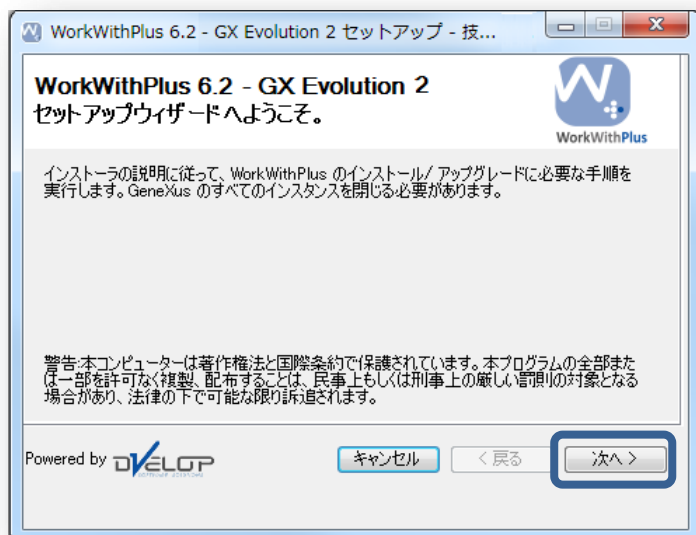 WorkWithPlus 6.2 - GX Evolution 2 セットアップ - 技...
WorkWithPlus 6.2 - GX Evolution 2
セットアップウィザードへようこそ。
WorkWithPlus
インストーラの説明に従って、WorkWithPlus のインストール/アップグレードに必要な手順を
実行します。GeneXus のすべてのインスタンスを閉じる必要があります。
警告:本コンピューターは著作権法と国際条約で保護されています。本プログラムの全部また
は一部を許可なく複製、配布することは、民事上もしくは刑事上の厳しい罰則の対象となる
場合があり、法律の下で可能な限り訴追されます。
Powered by DVELOP
SOFTWARE SOLUTIONS
キャンセル
< 戻る
次へ >